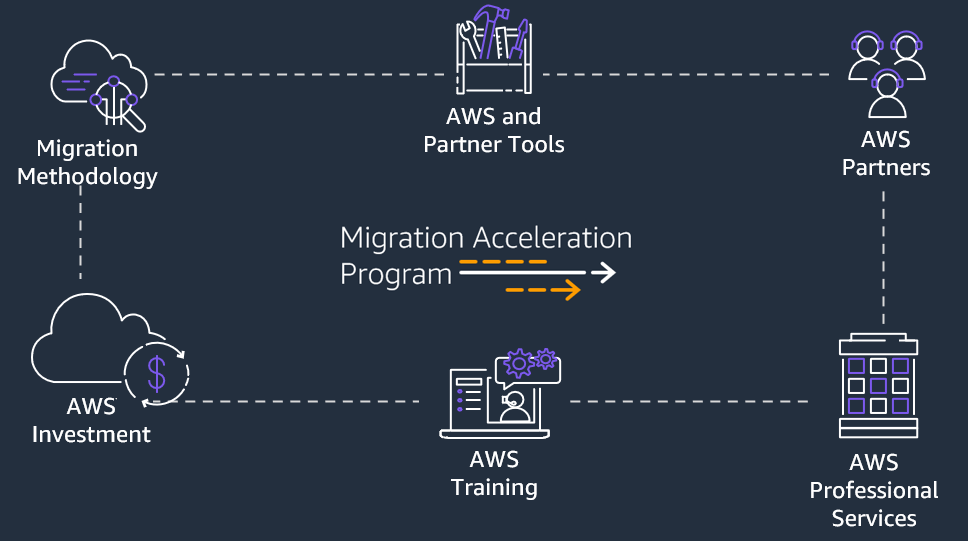 AWS and
Partner Tools
Migration
Methodology
AWS
Partners
Migration Acceleration
Program
$
AWS
Investment
AWS
Training
AWS
Professional
Services